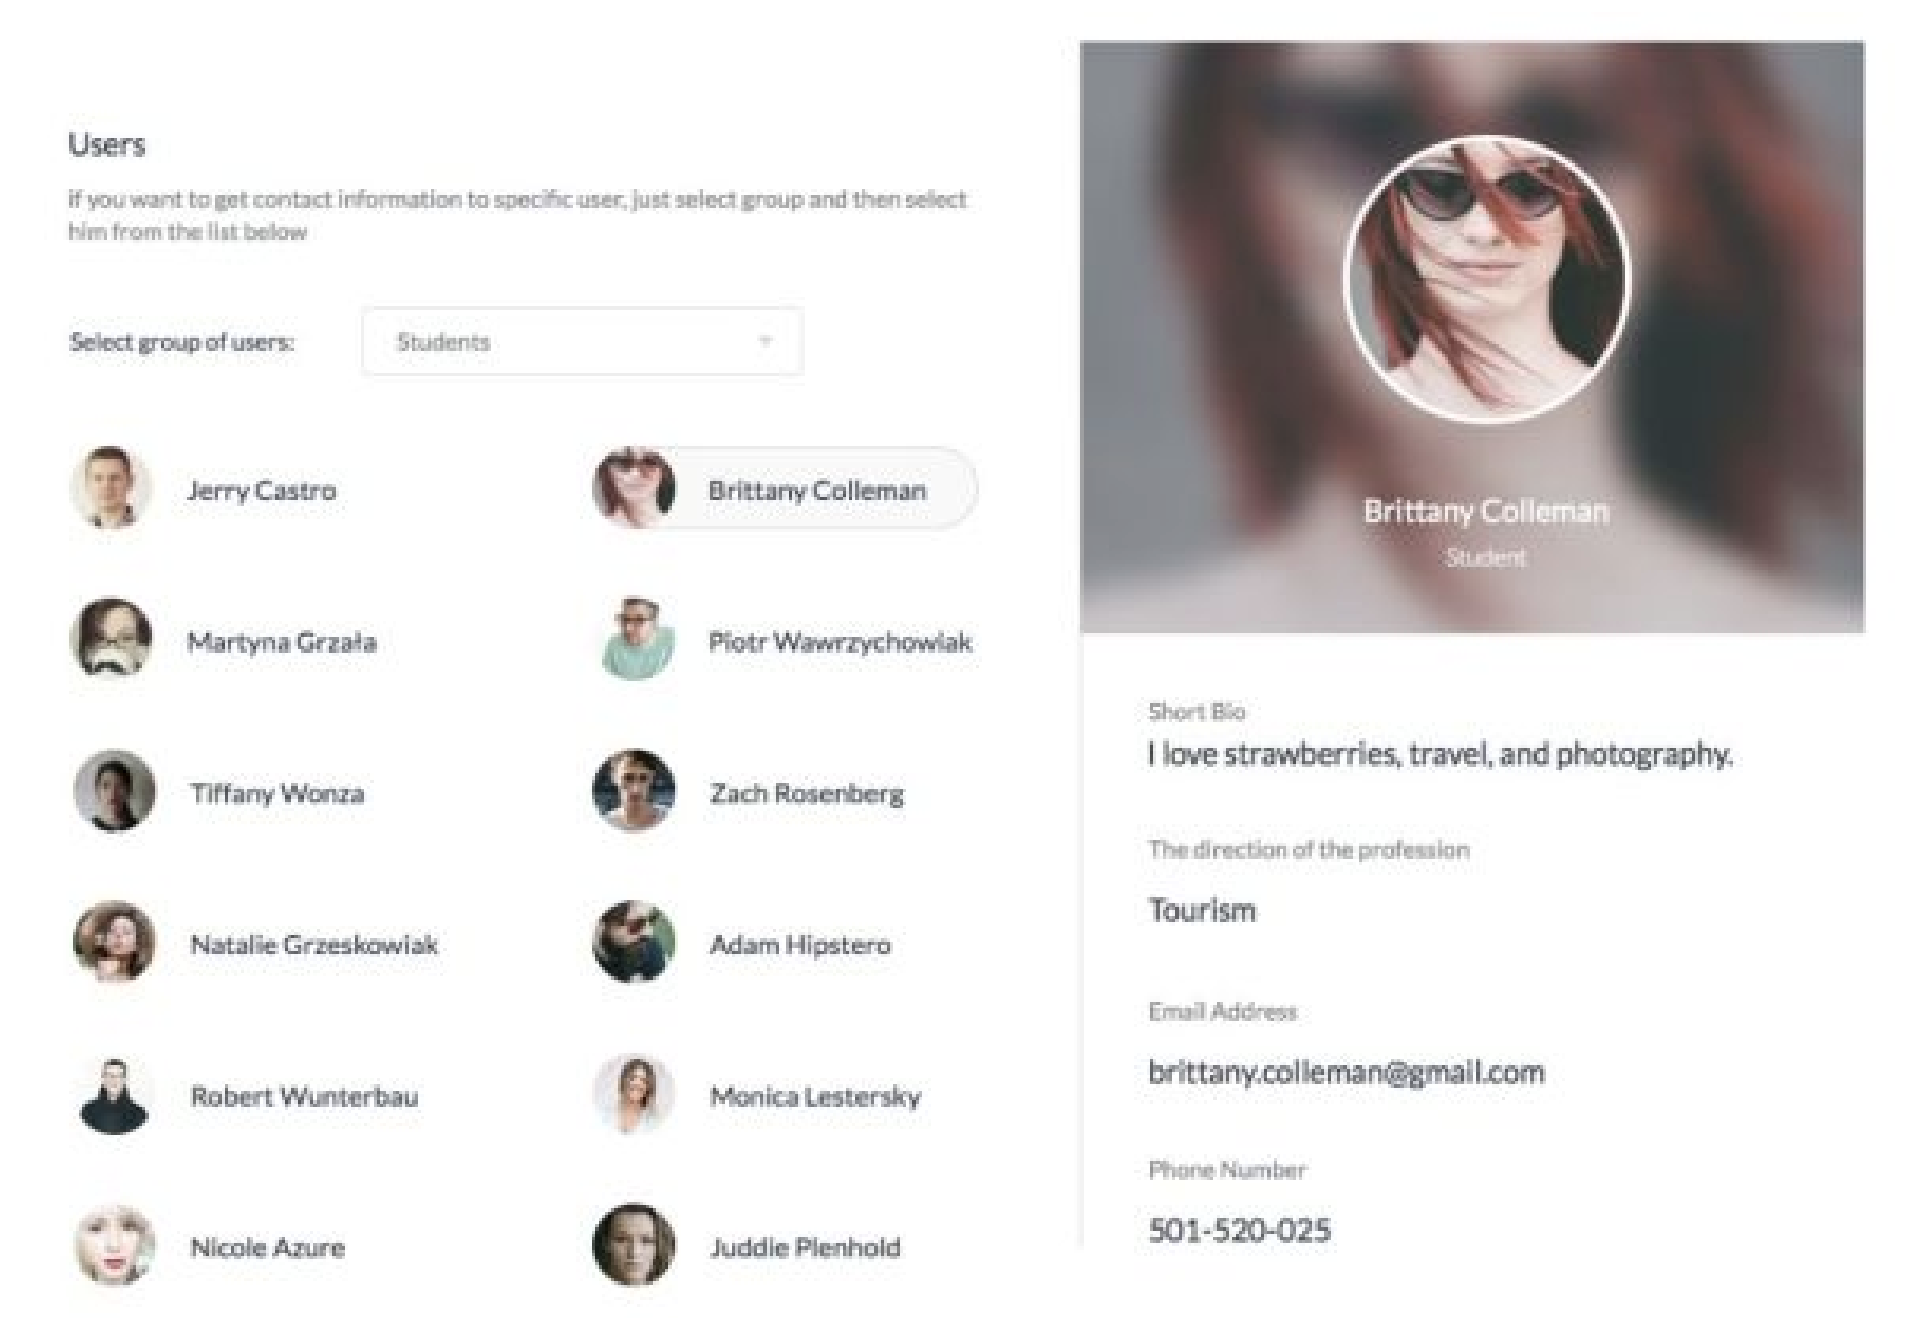 Users
if you want to get contact information to specific user, just select group and then select
him from the list below
Select group of users:
Students
Jerry Castro
Brittany Colleman
Martyna Grzała
Piotr Wawrzychowiak
Tiffany Wonza
Zach Rosenberg
Natalie Grzeskowiak
Adam Hipstero
Robert Wunterbau
Monica Lestersky
Nicole Azure
Juddie Plenhold
Brittany Colleman
Student
Short Bio
I love strawberries, travel, and photography.
The direction of the profession
Tourism
Email Address
brittany.colleman@gmail.com
Phone Number
501-520-025